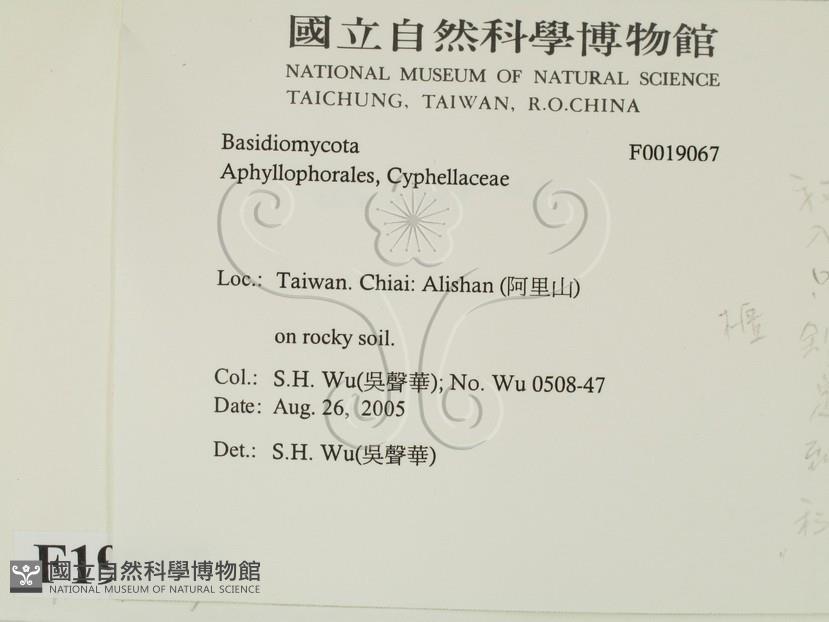 國立自然科學博物館
NATIONAL MUSEUM OF NATURAL SCIENCE
TAICHUNG, TAIWAN, R.O.CHINA
Basidiomycota F0019067
Aphyllophorales, Cyphellaceae
Loc.: Taiwan. Chiai: Alishan (阿里山)
on rocky soil.
Col.: S.H. Wu(吳聲華); No. Wu 0508-47
Date: Aug. 26, 2005
Det.: S.H. Wu(吳聲華)
F19
國立自然科學博物館
NATIONAL MUSEUM OF NATURAL SCIENCE